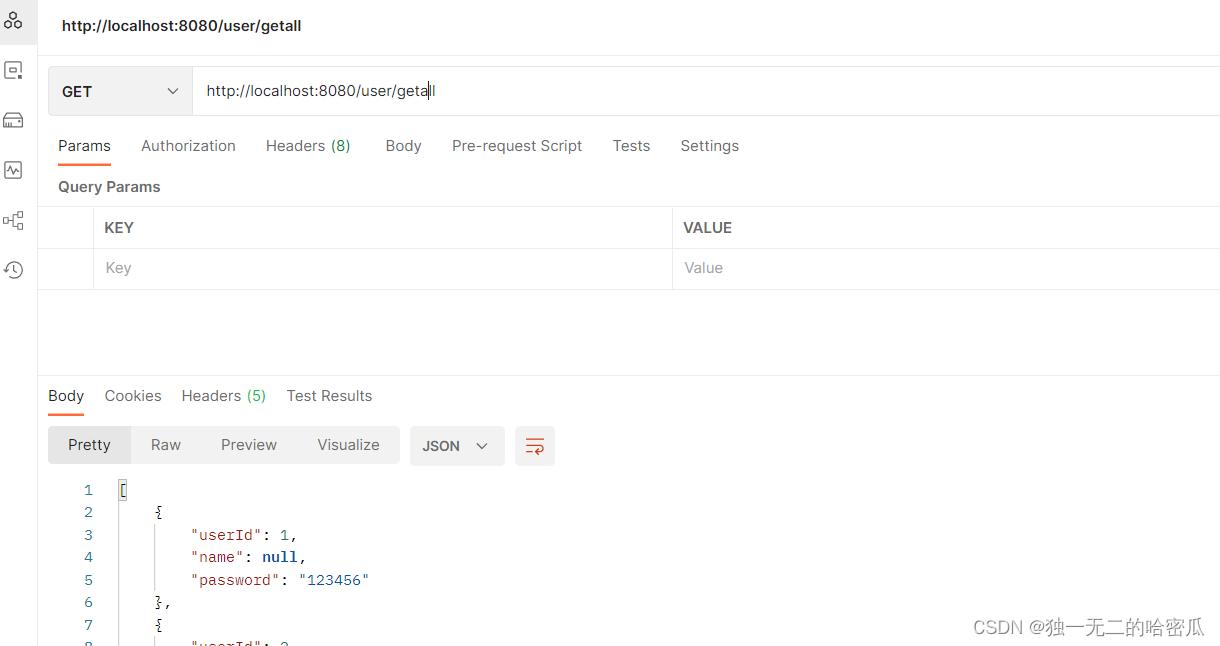 http://localhost:8080/user/getall
GET
http://localhost:8080/user/getall
Params Authorization Headers (8) Body Pre-request Script Tests Settings
Query Params
KEY VALUE
Key Value
Body Cookies Headers (5) Test Results
Pretty Raw Preview Visualize JSON
1 [
2 {
3 "userId": 1,
4 "name": null,
5 "password": "123456"
6 },
7 {
8 "userId": 2
CSDN @独一无二的哈密瓜